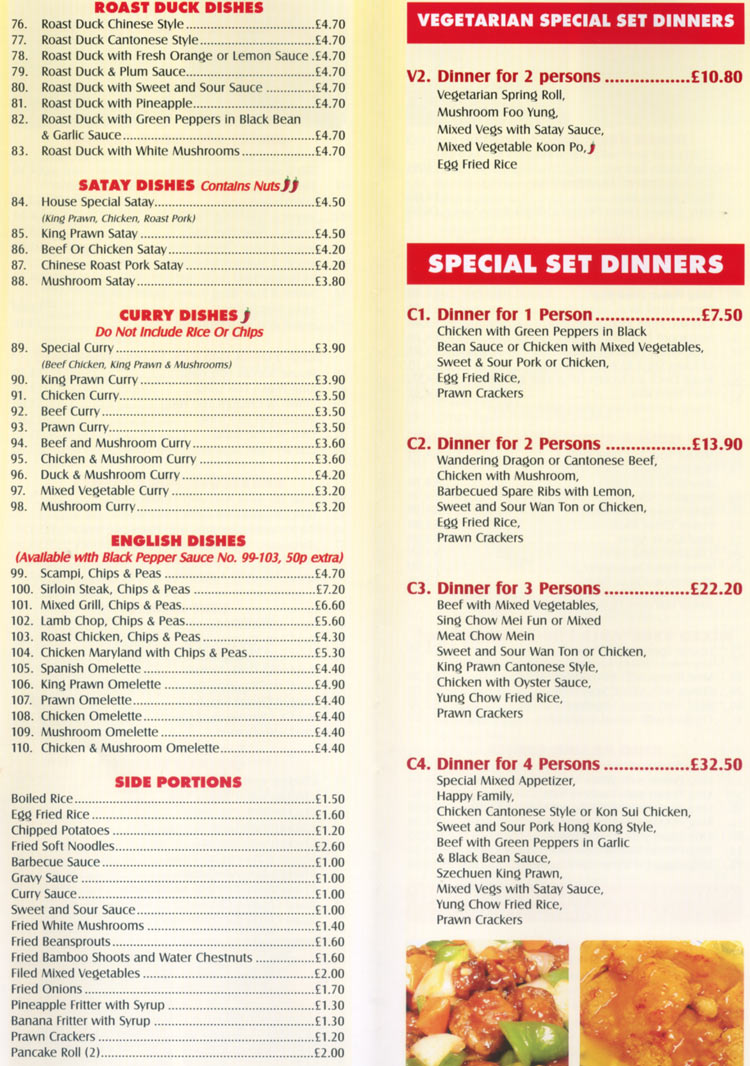 ROAST DUCK DISHES
76. Roast Duck Chinese Style................................£4.70
77. Roast Duck Cantonese Style............................£4.70
78. Roast Duck with Fresh Orange or Lemon Sauce .£4.70
79. Roast Duck & Plum Sauce................................£4.70
80. Roast Duck with Sweet and Sour Sauce ............£4.70
81. Roast Duck with Pineapple..............................£4.70
82. Roast Duck with Green Peppers in Black Bean
& Garlic Sauce................................................£4.70
83. Roast Duck with White Mushrooms ..................£4.70
SATAY DISHES Contains Nuts
84. House Special Satay........................................£4.50
(King Prawn, Chicken, Roast Pork)
85. King Prawn Satay ............................................£4.50
86. Beef Or Chicken Satay.....................................£4.20
87. Chinese Roast Pork Satay ................................£4.20
88. Mushroom Satay.............................................£3.80
CURRY DISHES
Do Not Include Rice Or Chips
89. Special Curry ..................................................£3.90
(Beef Chicken, King Prawn & Mushrooms)
90. King Prawn Curry ............................................£3.90
91. Chicken Curry.................................................£3.50
92. Beef Curry......................................................£3.50
93. Prawn Curry....................................................£3.50
94. Beef and Mushroom Curry...............................£3.60
95. Chicken & Mushroom Curry ............................£3.60
96. Duck & Mushroom Curry .................................£4.20
97. Mixed Vegetable Curry ....................................£3.20
98. Mushroom Curry.............................................£3.20
ENGLISH DISHES
(Available with Black Pepper Sauce No. 99-103, 50p extra)
99. Scampi, Chips & Peas ......................................£4.70
100. Sirloin Steak, Chips & Peas ..............................£7.20
101. Mixed Grill, Chips & Peas.................................£6.60
102. Lamb Chop, Chips & Peas................................£5.60
103. Roast Chicken, Chips & Peas ............................£4.30
104. Chicken Maryland with Chips & Peas.................£5.30
105. Spanish Omelette ...........................................£4.40
106. King Prawn Omelette ......................................£4.90
107. Prawn Omelette..............................................£4.40
108. Chicken Omelette...........................................£4.40
109. Mushroom Omelette .......................................£4.40
110. Chicken & Mushroom Omelette.......................£4.40
SIDE PORTIONS
Boiled Rice............................................................£1.50
Egg Fried Rice........................................................£1.60
Chipped Potatoes ..................................................£1.20
Fried Soft Noodles..................................................£2.60
Barbecue Sauce .....................................................£1.00
Gravy Sauce ..........................................................£1.00
Curry Sauce...........................................................£1.00
Sweet and Sour Sauce.............................................£1.00
Fried White Mushrooms ..........................................£1.40
Fried Beansprouts...................................................£1.60
Fried Bamboo Shoots and Water Chestnuts ...............£1.60
Filed Mixed Vegetables ...........................................£2.00
Fried Onions ..........................................................£1.70
Pineapple Fritter with Syrup ....................................£1.30
Banana Fritter with Syrup ........................................£1.30
Prawn Crackers ......................................................£1.20
Pancake Roll (2)......................................................£2.00
VEGETARIAN SPECIAL SET DINNERS
V2. Dinner for 2 persons .................£10.80
Vegetarian Spring Roll,
Mushroom Foo Yung,
Mixed Vegs with Satay Sauce,
Mixed Vegetable Koon Po,
Egg Fried Rice
SPECIAL SET DINNERS
C1. Dinner for 1 Person.....................£7.50
Chicken with Green Peppers in Black
Bean Sauce or Chicken with Mixed Vegetables,
Sweet & Sour Pork or Chicken,
Egg Fried Rice,
Prawn Crackers
C2. Dinner for 2 Persons .................£13.90
Wandering Dragon or Cantonese Beef,
Chicken with Mushroom,
Barbecued Spare Ribs with Lemon,
Sweet and Sour Wan Ton or Chicken,
Egg Fried Rice,
Prawn Crackers
C3. Dinner for 3 Persons .................£22.20
Beef with Mixed Vegetables,
Sing Chow Mei Fun or Mixed
Meat Chow Mein
Sweet and Sour Wan Ton or Chicken,
King Prawn Cantonese Style,
Chicken with Oyster Sauce,
Yung Chow Fried Rice,
Prawn Crackers
C4. Dinner for 4 Persons .................£32.50
Special Mixed Appetizer,
Happy Family,
Chicken Cantonese Style or Kon Sui Chicken,
Sweet and Sour Pork Hong Kong Style,
Beef with Green Peppers in Garlic
& Black Bean Sauce,
Szechuen King Prawn,
Mixed Vegs with Satay Sauce,
Yung Chow Fried Rice,
Prawn Crackers